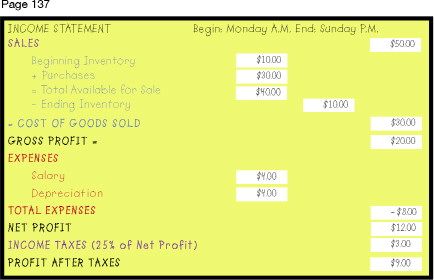 Page 137
INCOME STATEMENT Begin: Monday A.M. End: Sunday P.M.
SALES $50.00
Beginning Inventory $10.00
+ Purchases $30.00
= Total Available for Sale $40.00
- Ending Inventory $10.00
= COST OF GOODS SOLD $30.00
GROSS PROFIT = $20.00
EXPENSES
Salary $4.00
Depreciation $4.00
TOTAL EXPENSES - $8.00
NET PROFIT $12.00
INCOME TAXES (25% of Net Profit) $3.00
PROFIT AFTER TAXES $9.00